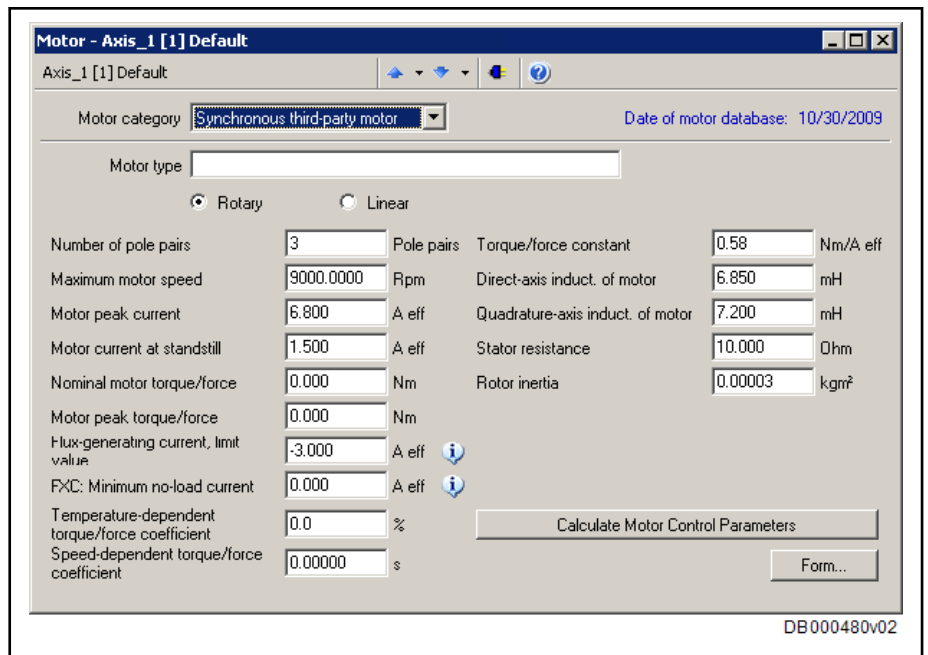 Motor - Axis_1 [1] Default
Axis_1 [1] Default
Motor category Synchronous third-party motor Date of motor database: 10/30/2009
Motor type
Rotary Linear
Number of pole pairs 3 Pole pairs Torque/force constant 0.58 Nm/A eff
Maximum motor speed 9000.0000 Rpm Direct-axis induct. of motor 6.850 mH
Motor peak current 6.800 A eff Quadrature-axis induct. of motor 7.200 mH
Motor current at standstill 1.500 A eff Stator resistance 10.000 Ohm
Nominal motor torque/force 0.000 Nm Rotor inertia 0.00003 kgm²
Motor peak torque/force 0.000 Nm
Flux-generating current, limit
value -3.000 A eff
FXC: Minimum no-load current 0.000 A eff
Temperature-dependent
torque/force coefficient 0.0 % Calculate Motor Control Parameters
Speed-dependent torque/force
coefficient 0.00000 s Form...
DB000480v02